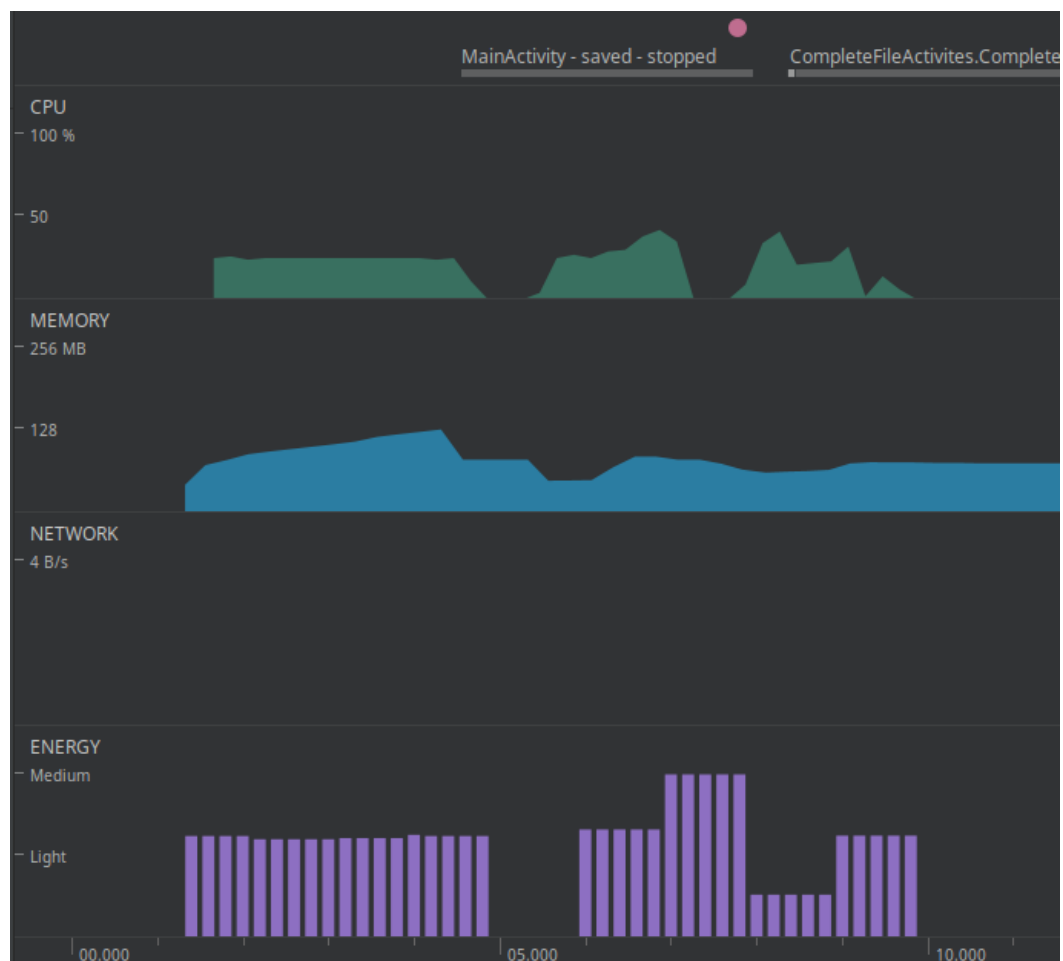 MainActivity - saved - stopped
CompleteFileActivites.Complete
CPU
100 %
50
MEMORY
256 MB
128
NETWORK
4 B/s
ENERGY
Medium
Light
00.000
05.000
10.000